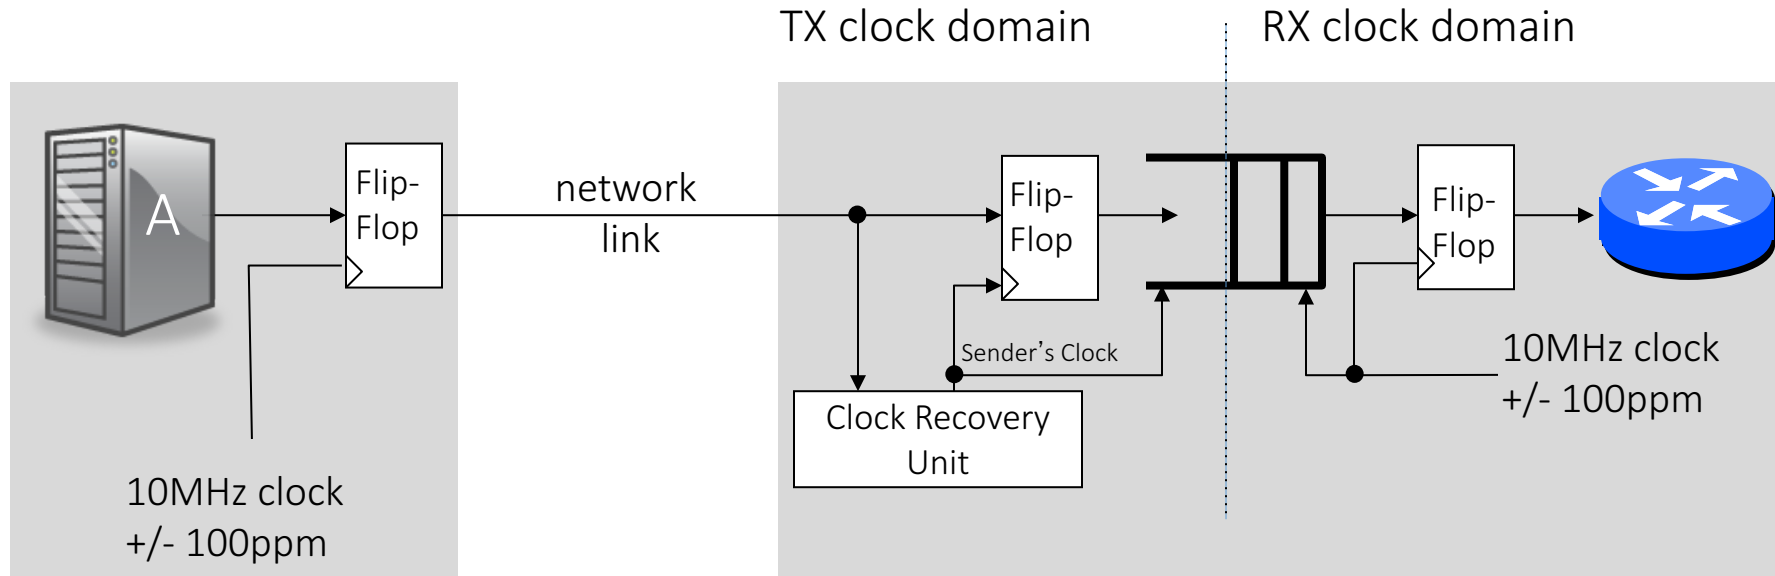 TX clock domain
RX clock domain
A
Flip-
Flop
network
link
Flip-
Flop
Flip-
Flop
Sender’s Clock
Clock Recovery
Unit
10MHz clock
+/- 100ppm
10MHz clock
+/- 100ppm